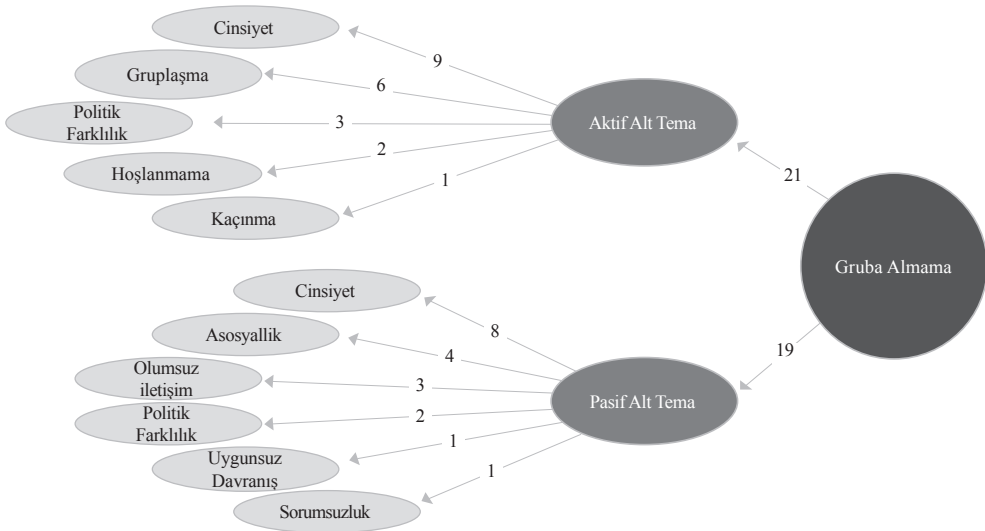 Cinsiyet
9
Gruplaşma
6
Politik
Farklılık
3
Aktif Alt Tema
Hoşlanmama
2
Kaçınma
1
21
Gruba Almama
Cinsiyet
8
Asosyallik
4
19
Olumsuz
iletişim
3
Politik
Farklılık
2
Pasif Alt Tema
Uygunsuz
Davranış
1
Sorumsuzluk
1